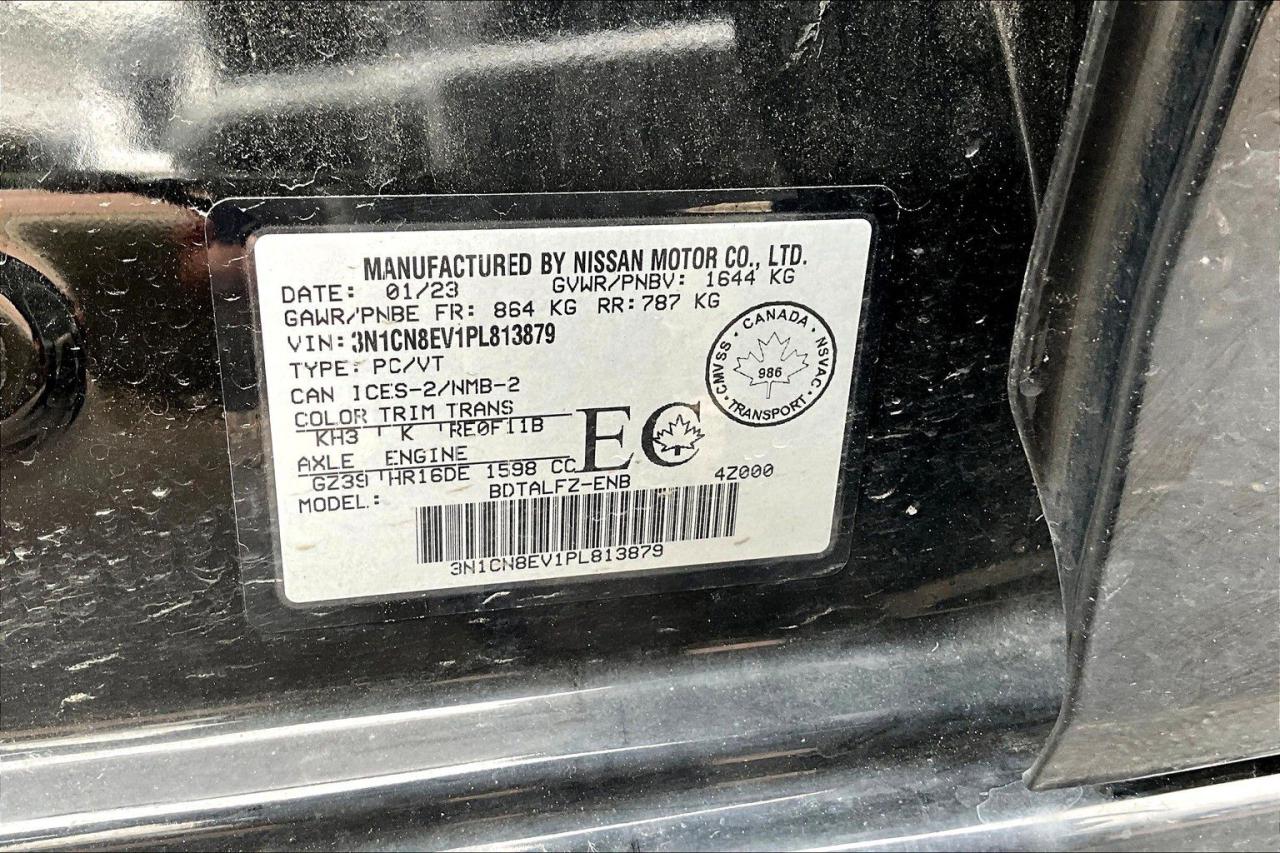 MANUFACTURED BY NISSAN MOTOR CO., LTD.
DATE: 01/23 GVWR/PNBV: 1644 KG
GAWR/PNBE FR: 864 KG RR:787 KG
VIN:3N1CN8EV1PL813879
TYPE: PC/VT
CAN ICES-2/NMB-2
COLOR TRIM TRANS
KH3 K RE0F11B
AXLE ENGINE
GZ39 HR16DE 1598 CC
MODEL: BDTALFZ-ENB 4Z000
3N1CN8EV1PL813879
EC
CANADA
CMVSS · NSVAC
986
TRANSPORT